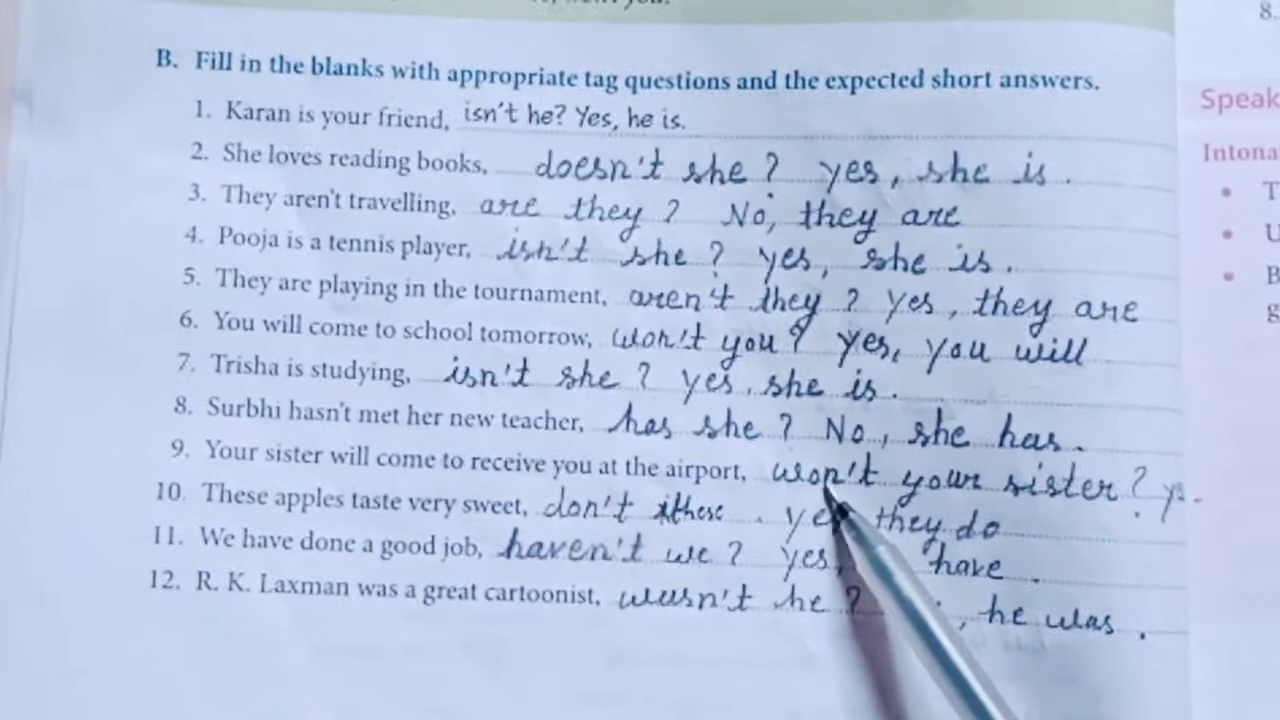 8.
B. Fill in the blanks with appropriate tag questions and the expected short answers.
1. Karan is your friend, isn't he? Yes, he is.
2. She loves reading books, doesn't she? yes, she is.
3. They aren't travelling, are they? No, they are
4. Pooja is a tennis player, isn't she? yes, she is.
5. They are playing in the tournament, aren't they? yes, they are
6. You will come to school tomorrow, won't you? yes, you will
7. Trisha is studying, isn't she? yes, she is.
8. Surbhi hasn't met her new teacher, has she? No, she has.
9. Your sister will come to receive you at the airport, won't your sister?
10. These apples taste very sweet, don't these. they do
11. We have done a good job, haven't we? yes, have.
12. R. K. Laxman was a great cartoonist, wasn't he? , he was.
Speak
Intona
• T
• U
• B
g